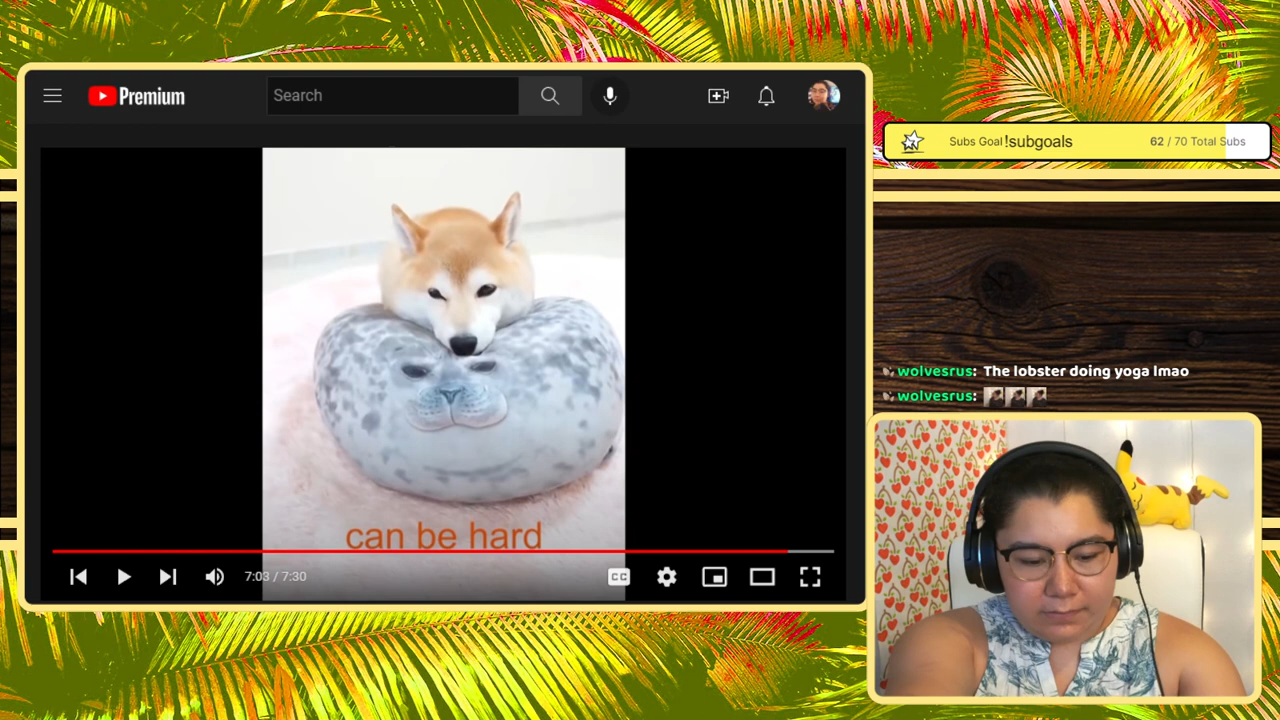 Premium
Search
Subs Goal !subgoals 62 / 70 Total Subs
wolvesrus: The lobster doing yoga lmao
wolvesrus:
can be hard
CC
7:03 / 7:30